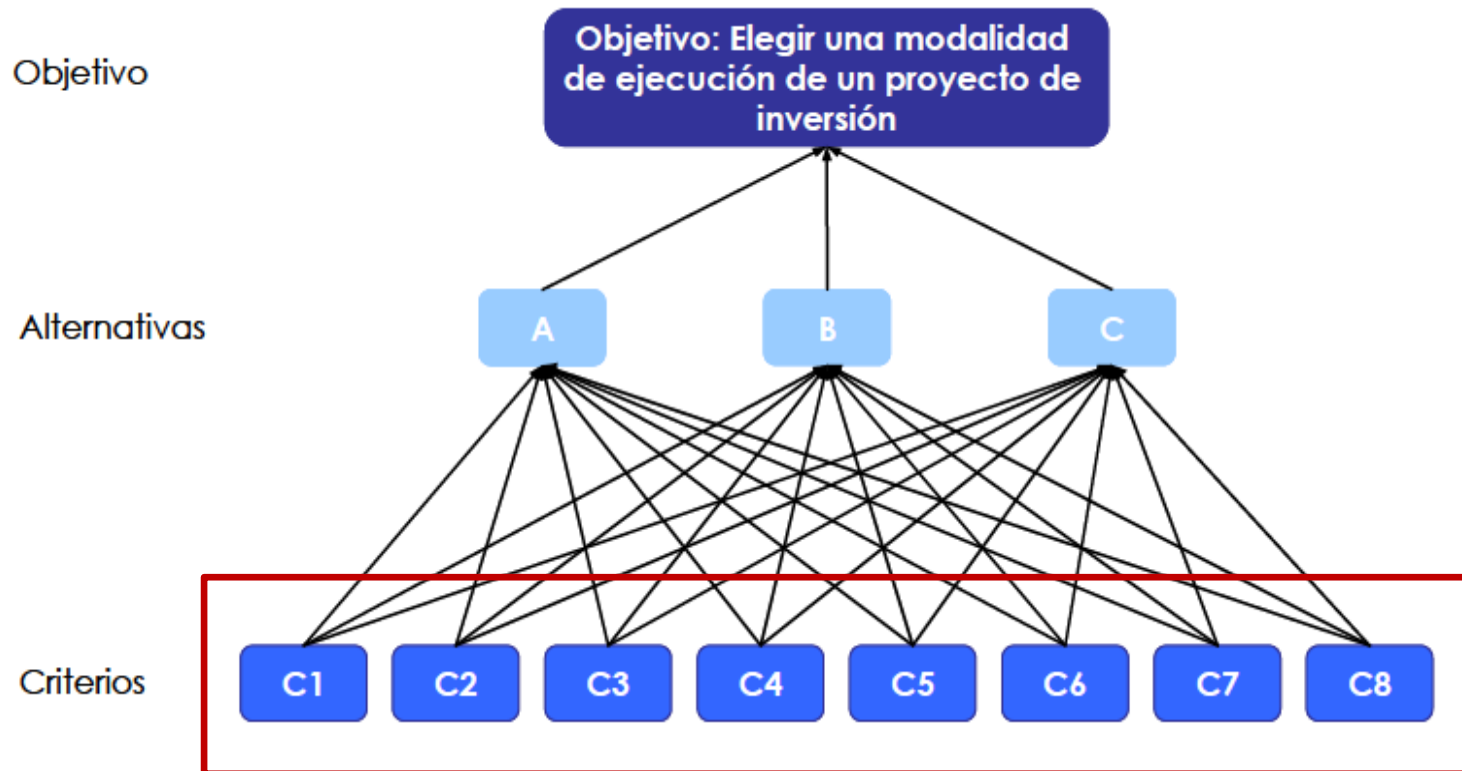 Objetivo
Objetivo: Elegir una modalidad
de ejecución de un proyecto de
inversión
Alternativas
A
B
C
Criterios
C1
C2
C3
C4
C5
C6
C7
C8